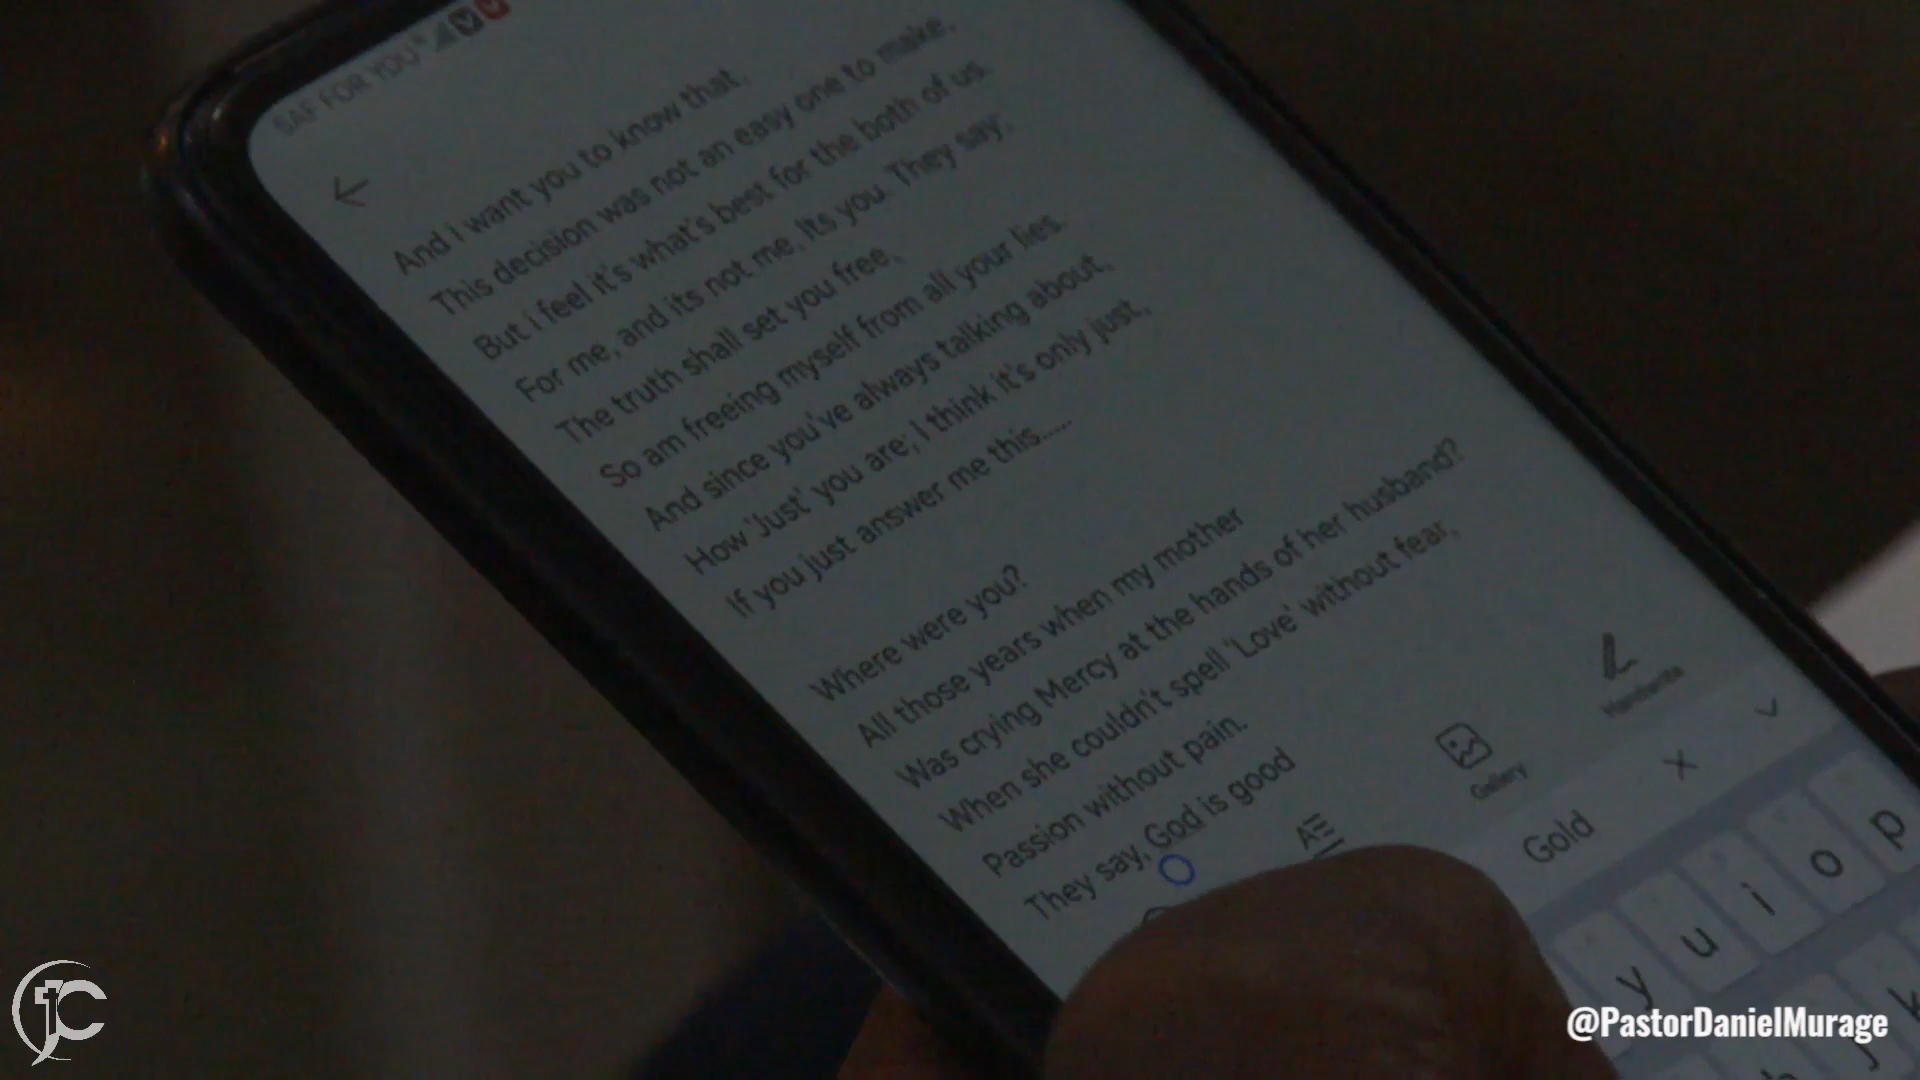 SAF FOR YOU
And i want you to know that,
This decision was not an easy one to make,
But i feel it's what's best for the both of us.
For me, and its not me. Its you. They say;
The truth shall set you free,
So am freeing myself from all your lies.
And since you've always talking about,
How 'Just' you are; I think it's only just,
If you just answer me this.....
Where were you?
All those years when my mother
Was crying Mercy at the hands of her husband?
When she couldn't spell 'Love' without fear,
Passion without pain.
They say, God is good
Handwrite
Gallery
Gold
y u i o p
@PastorDanielMurage